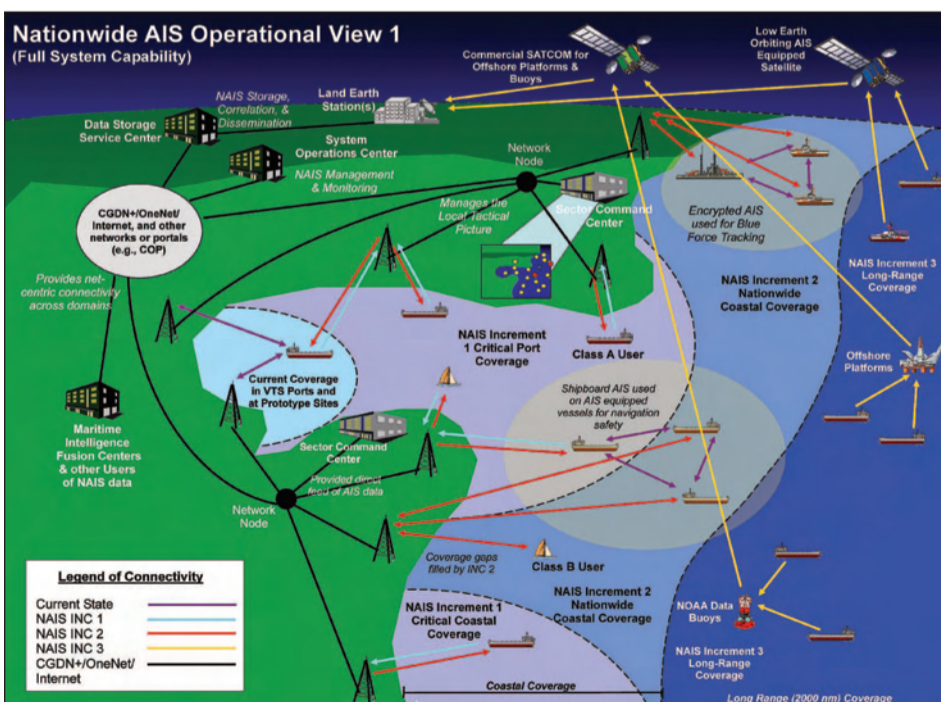 Nationwide AIS Operational View 1
(Full System Capability)
Commercial SATCOM for
Offshore Platforms &
Buoys
Low Earth
Orbiting AIS
Equipped
Satellite
NAIS Storage,
Correlation, &
Dissemination
Land Earth
Station(s)
Data Storage
Service Center
System
Operations Center
NAIS Management
& Monitoring
Network
Node
Manages the
Local Tactical
Picture
Sector Command
Center
Encrypted AIS
used for Blue
Force Tracking
CGDN+/OneNet/
Internet, and other
networks or portals
(e.g., COP)
Provides net-
centric connectivity
across domains
NAIS Increment 3
Long-Range
Coverage
NAIS Increment 2
Nationwide
Coastal Coverage
NAIS Increment
1 Critical Port
Coverage
Class A User
Offshore
Platforms
Current Coverage
in VTS Ports and
at Prototype Sites
Shipboard AIS used
on AIS equipped
vessels for navigation
safety
Maritime
Intelligence
Fusion Centers
& other Users
of NAIS data
Sector Command
Center
Provided direct
feed of AIS data
Network
Node
Coverage gaps
filled by INC 2
Class B User
Legend of Connectivity
Current State
NAIS INC 1
NAIS INC 2
NAIS INC 3
CGDN+/OneNet/
Internet
NAIS Increment 1
Critical Coastal
Coverage
NAIS Increment 2
Nationwide
Coastal Coverage
NOAA Data
Buoys
NAIS Increment 3
Long-Range
Coverage
Coastal Coverage
Long Range (2000 nm) Coverage